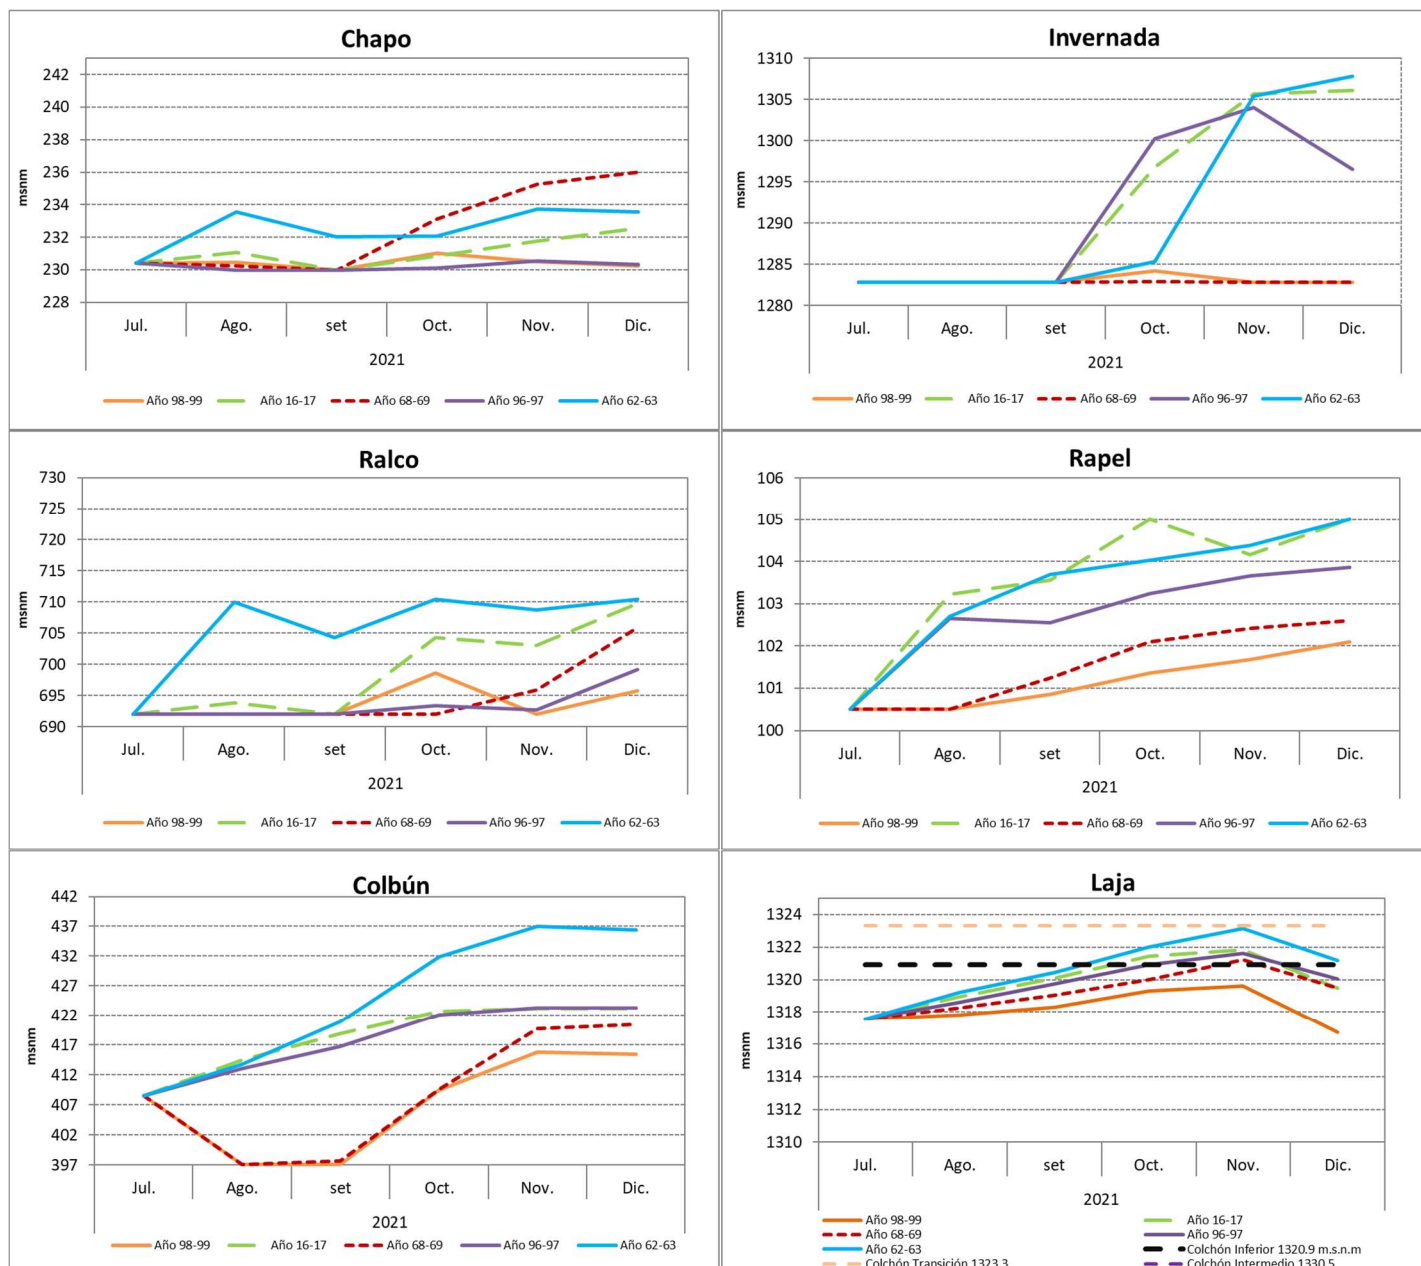 Chapo
msnm
242
240
238
236
234
232
230
228
Jul. Ago. set Oct. Nov. Dic.
2021
Año 98-99 Año 16-17 Año 68-69 Año 96-97 Año 62-63
Invernada
msnm
1310
1305
1300
1295
1290
1285
1280
Jul. Ago. set Oct. Nov. Dic.
2021
Año 98-99 Año 16-17 Año 68-69 Año 96-97 Año 62-63
Ralco
msnm
730
725
720
715
710
705
700
695
690
Jul. Ago. set Oct. Nov. Dic.
2021
Año 98-99 Año 16-17 Año 68-69 Año 96-97 Año 62-63
Rapel
msnm
106
105
104
103
102
101
100
Jul. Ago. set Oct. Nov. Dic.
2021
Año 98-99 Año 16-17 Año 68-69 Año 96-97 Año 62-63
Colbún
msnm
442
437
432
427
422
417
412
407
402
397
Jul. Ago. set Oct. Nov. Dic.
2021
Año 98-99 Año 16-17 Año 68-69 Año 96-97 Año 62-63
Laja
msnm
1324
1322
1320
1318
1316
1314
1312
1310
Jul. Ago. set Oct. Nov. Dic.
2021
Año 98-99 Año 16-17
Año 68-69 Año 96-97
Año 62-63 Colchón Inferior 1320.9 m.s.n.m
Colchón Transición 1323.3 Colchón Intermedio 1330.5